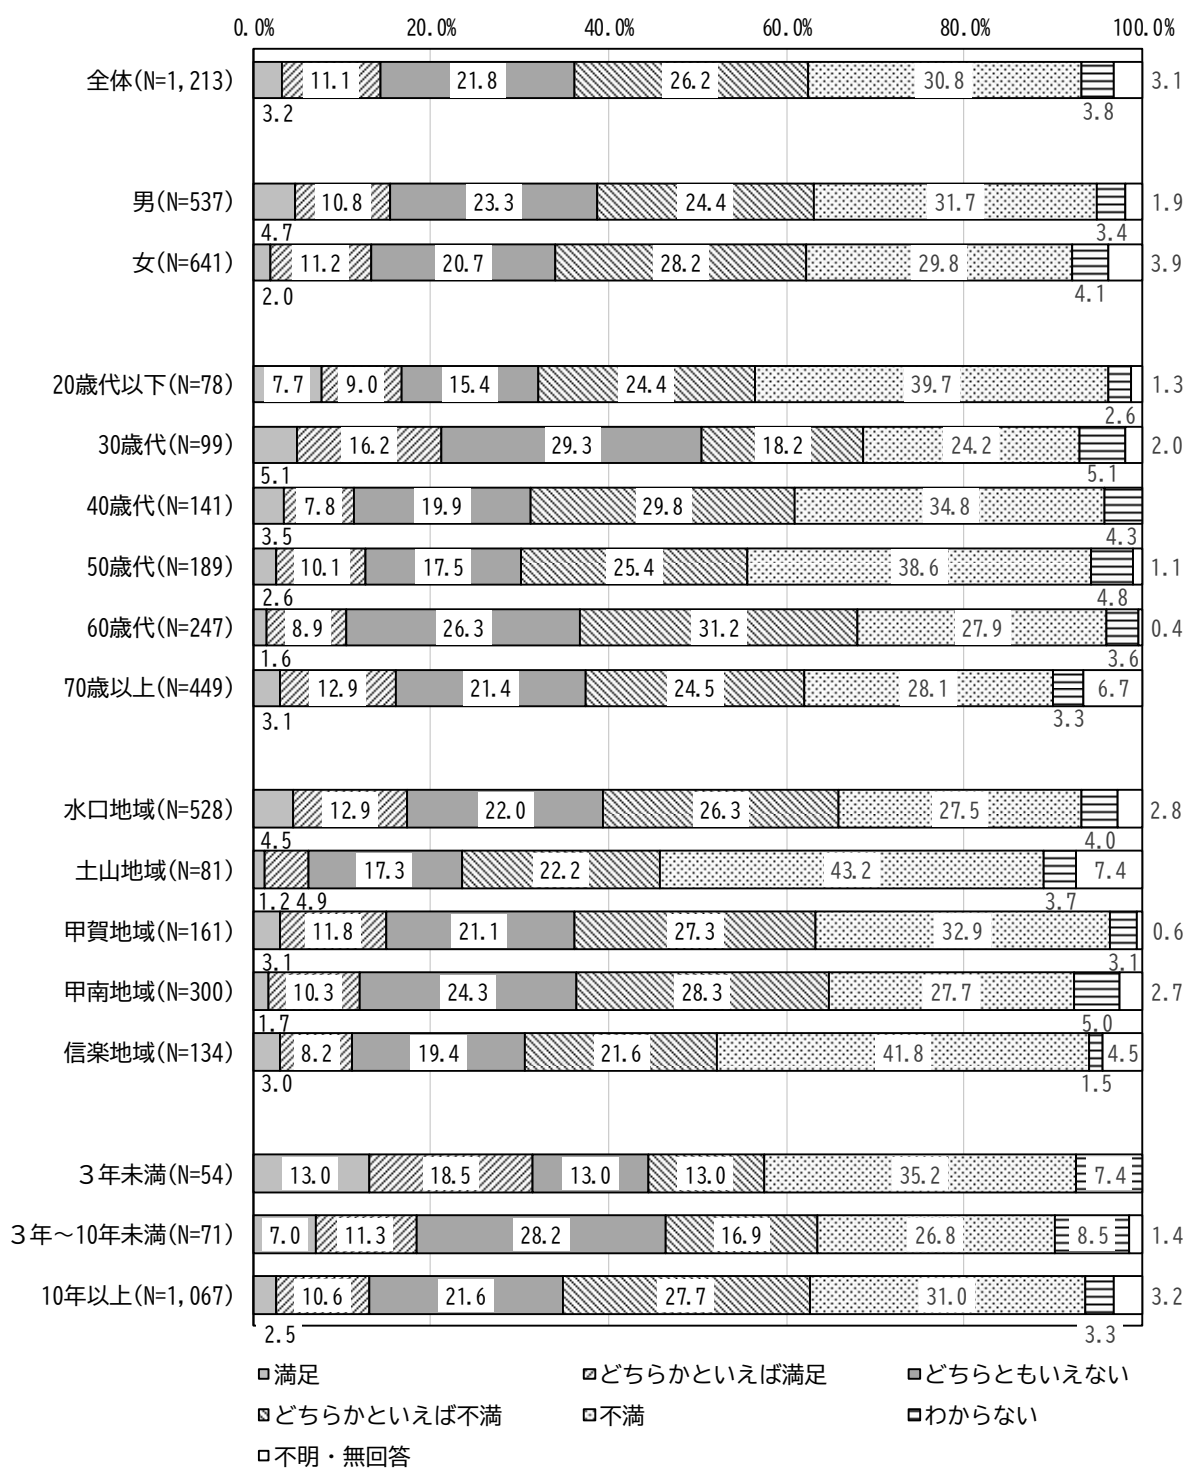 0.0% 20.0% 40.0% 60.0% 80.0% 100.0%
全体(N=1,213) 11.1 21.8 26.2 30.8 3.1
3.2 3.8
男(N=537) 10.8 23.3 24.4 31.7 1.9
4.7 3.4
女(N=641) 11.2 20.7 28.2 29.8 3.9
2.0 4.1
20歳代以下(N=78) 7.7 9.0 15.4 24.4 39.7 1.3
2.6
30歳代(N=99) 16.2 29.3 18.2 24.2 2.0
5.1 5.1
40歳代(N=141) 7.8 19.9 29.8 34.8
3.5 4.3
50歳代(N=189) 10.1 17.5 25.4 38.6 1.1
2.6 4.8
60歳代(N=247) 8.9 26.3 31.2 27.9 0.4
1.6 3.6
70歳以上(N=449) 12.9 21.4 24.5 28.1 6.7
3.1 3.3
水口地域(N=528) 12.9 22.0 26.3 27.5 2.8
4.5 4.0
土山地域(N=81) 17.3 22.2 43.2 7.4
1.2 4.9 3.7
甲賀地域(N=161) 11.8 21.1 27.3 32.9 0.6
3.1 3.1
甲南地域(N=300) 10.3 24.3 28.3 27.7 2.7
1.7 5.0
信楽地域(N=134) 8.2 19.4 21.6 41.8 4.5
3.0 1.5
３年未満(N=54) 13.0 18.5 13.0 13.0 35.2 7.4
３年～10年未満(N=71) 7.0 11.3 28.2 16.9 26.8 8.5 1.4
10年以上(N=1,067) 10.6 21.6 27.7 31.0 3.2
2.5 3.3
満足 どちらかといえば満足 どちらともいえない
どちらかといえば不満 不満 わからない
不明・無回答